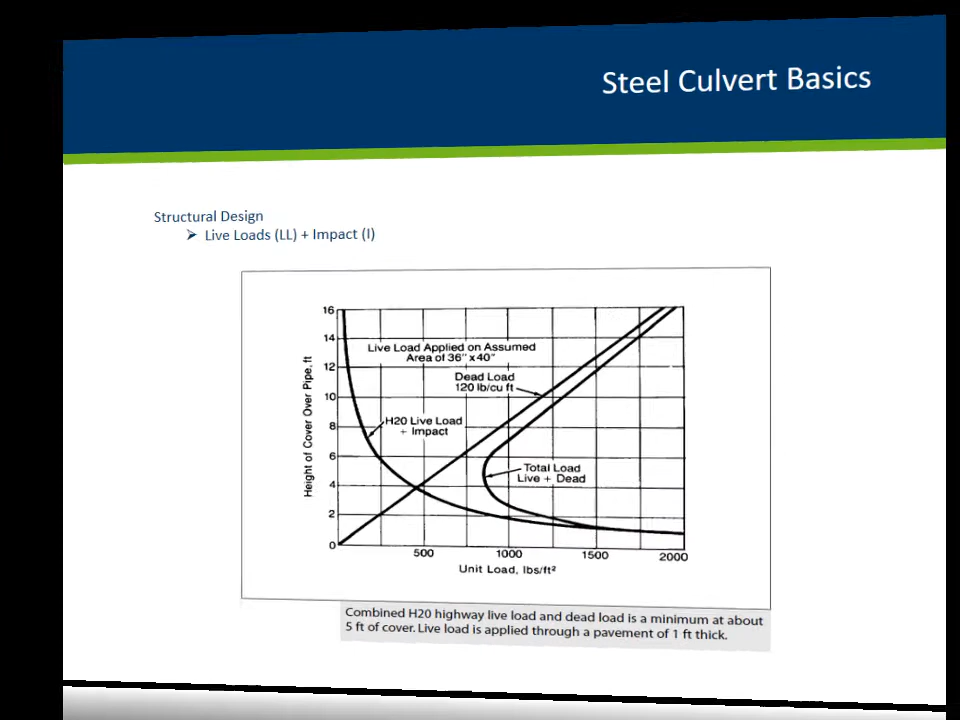 Steel Culvert Basics
Structural Design
➢ Live Loads (LL) + Impact (I)
16
14
12
10
8
6
4
2
0
Height of Cover Over Pipe, ft
Live Load Applied on Assumed
Area of 36" x 40"
Dead Load
120 lb/cu ft
H20 Live Load
+ Impact
Total Load
Live + Dead
500
1000
1500
2000
Unit Load, lbs/ft²
Combined H20 highway live load and dead load is a minimum at about
5 ft of cover. Live load is applied through a pavement of 1 ft thick.